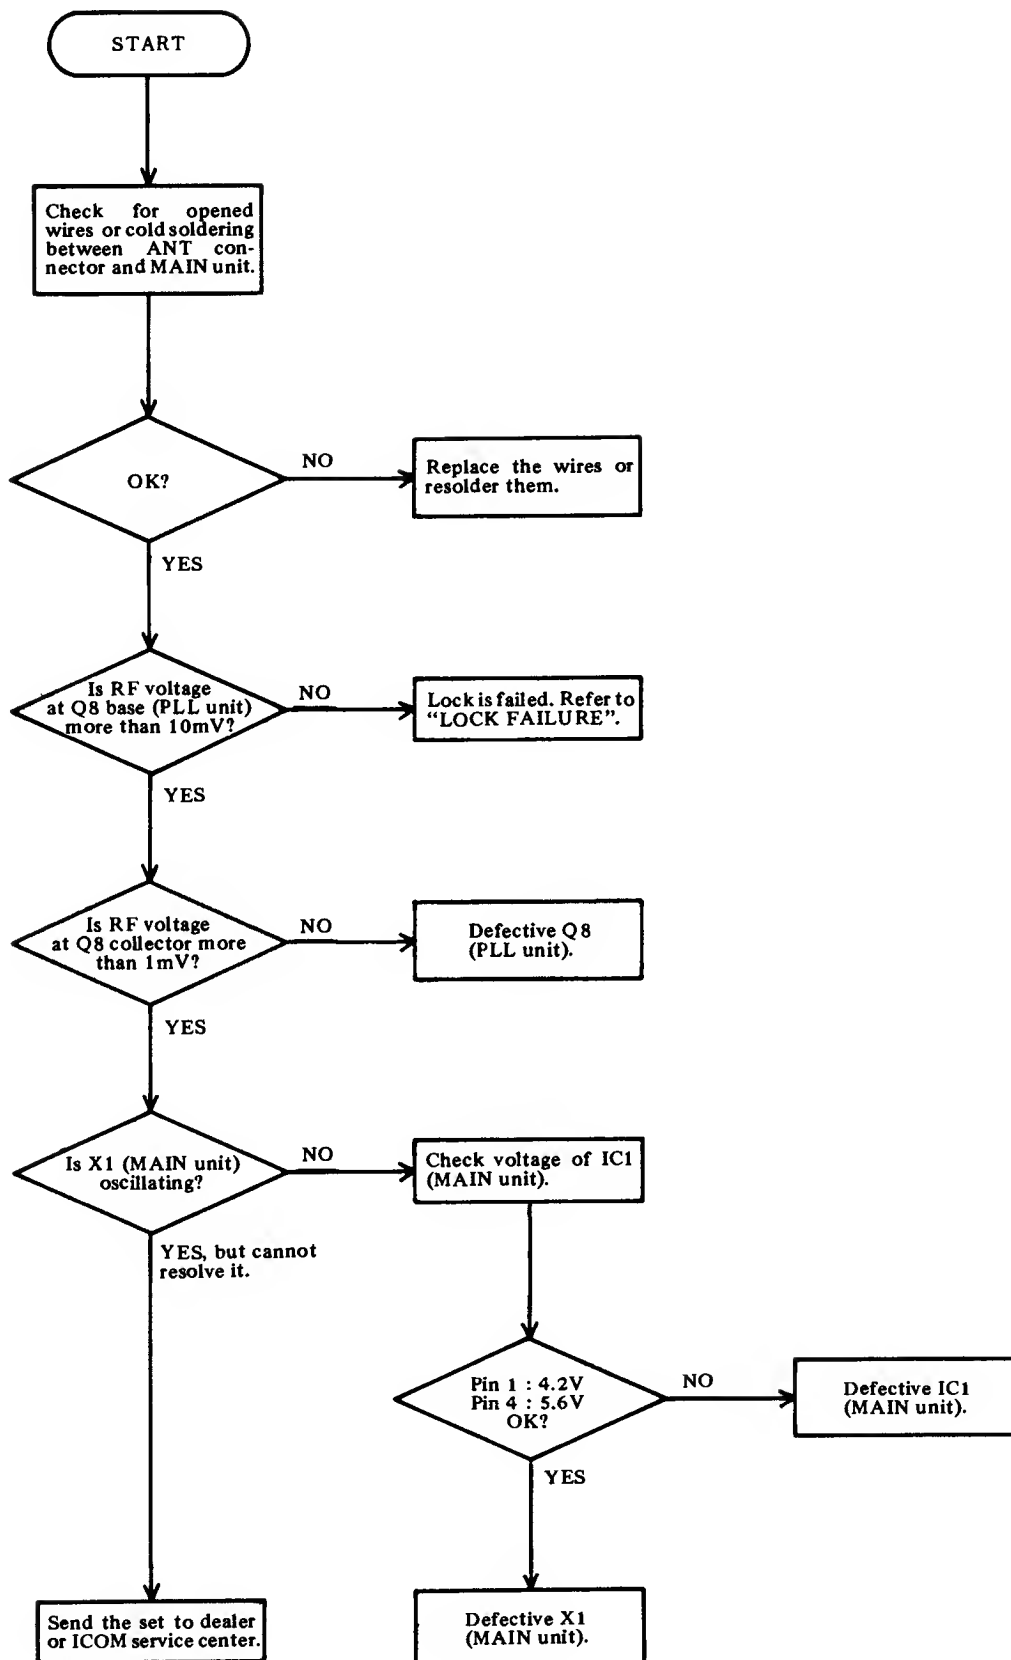 START
Check for opened
wires or cold soldering
between ANT con-
nector and MAIN unit.
OK?
NO
Replace the wires or
resolder them.
YES
Is RF voltage
at Q8 base (PLL unit)
more than 10mV?
NO
Lock is failed. Refer to
“LOCK FAILURE”.
YES
Is RF voltage
at Q8 collector more
than 1mV?
NO
Defective Q8
(PLL unit).
YES
Is X1 (MAIN unit)
oscillating?
NO
Check voltage of IC1
(MAIN unit).
YES, but cannot
resolve it.
Pin 1 : 4.2V
Pin 4 : 5.6V
OK?
NO
Defective IC1
(MAIN unit).
YES
Send the set to dealer
or ICOM service center.
Defective X1
(MAIN unit).